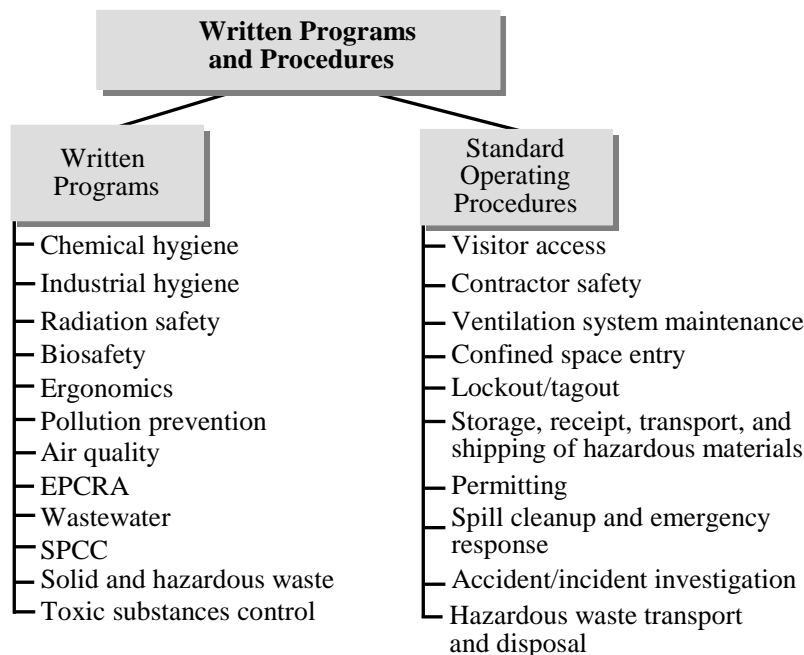 Written Programs
and Procedures
Written
Programs
Chemical hygiene
Industrial hygiene
Radiation safety
Biosafety
Ergonomics
Pollution prevention
Air quality
EPCRA
Wastewater
SPCC
Solid and hazardous waste
Toxic substances control
Standard
Operating
Procedures
Visitor access
Contractor safety
Ventilation system maintenance
Confined space entry
Lockout/tagout
Storage, receipt, transport, and
shipping of hazardous materials
Permitting
Spill cleanup and emergency
response
Accident/incident investigation
Hazardous waste transport
and disposal